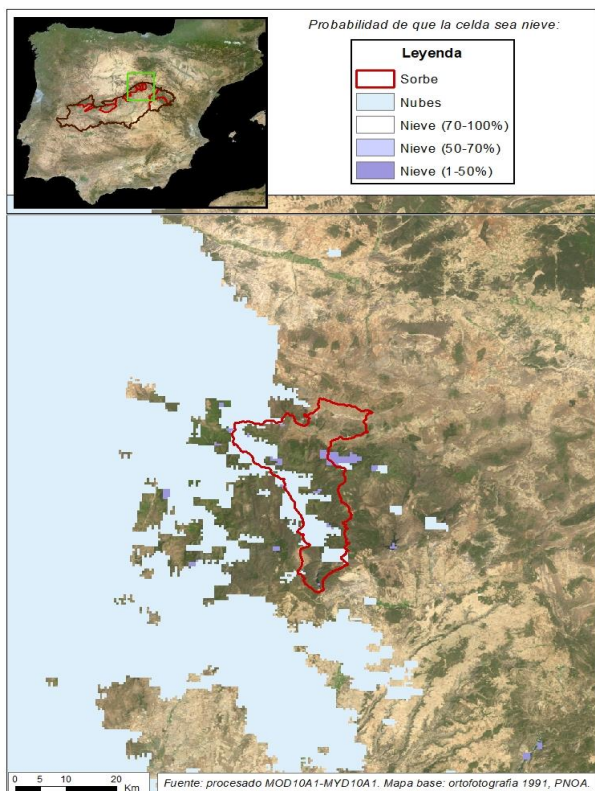 Probabilidad de que la celda sea nieve:
Leyenda
Sorbe
Nubes
Nieve (70-100%)
Nieve (50-70%)
Nieve (1-50%)
0 5 10 20
Km
Fuente: procesado MOD10A1-MYD10A1. Mapa base: ortofotografía 1991, PNOA.